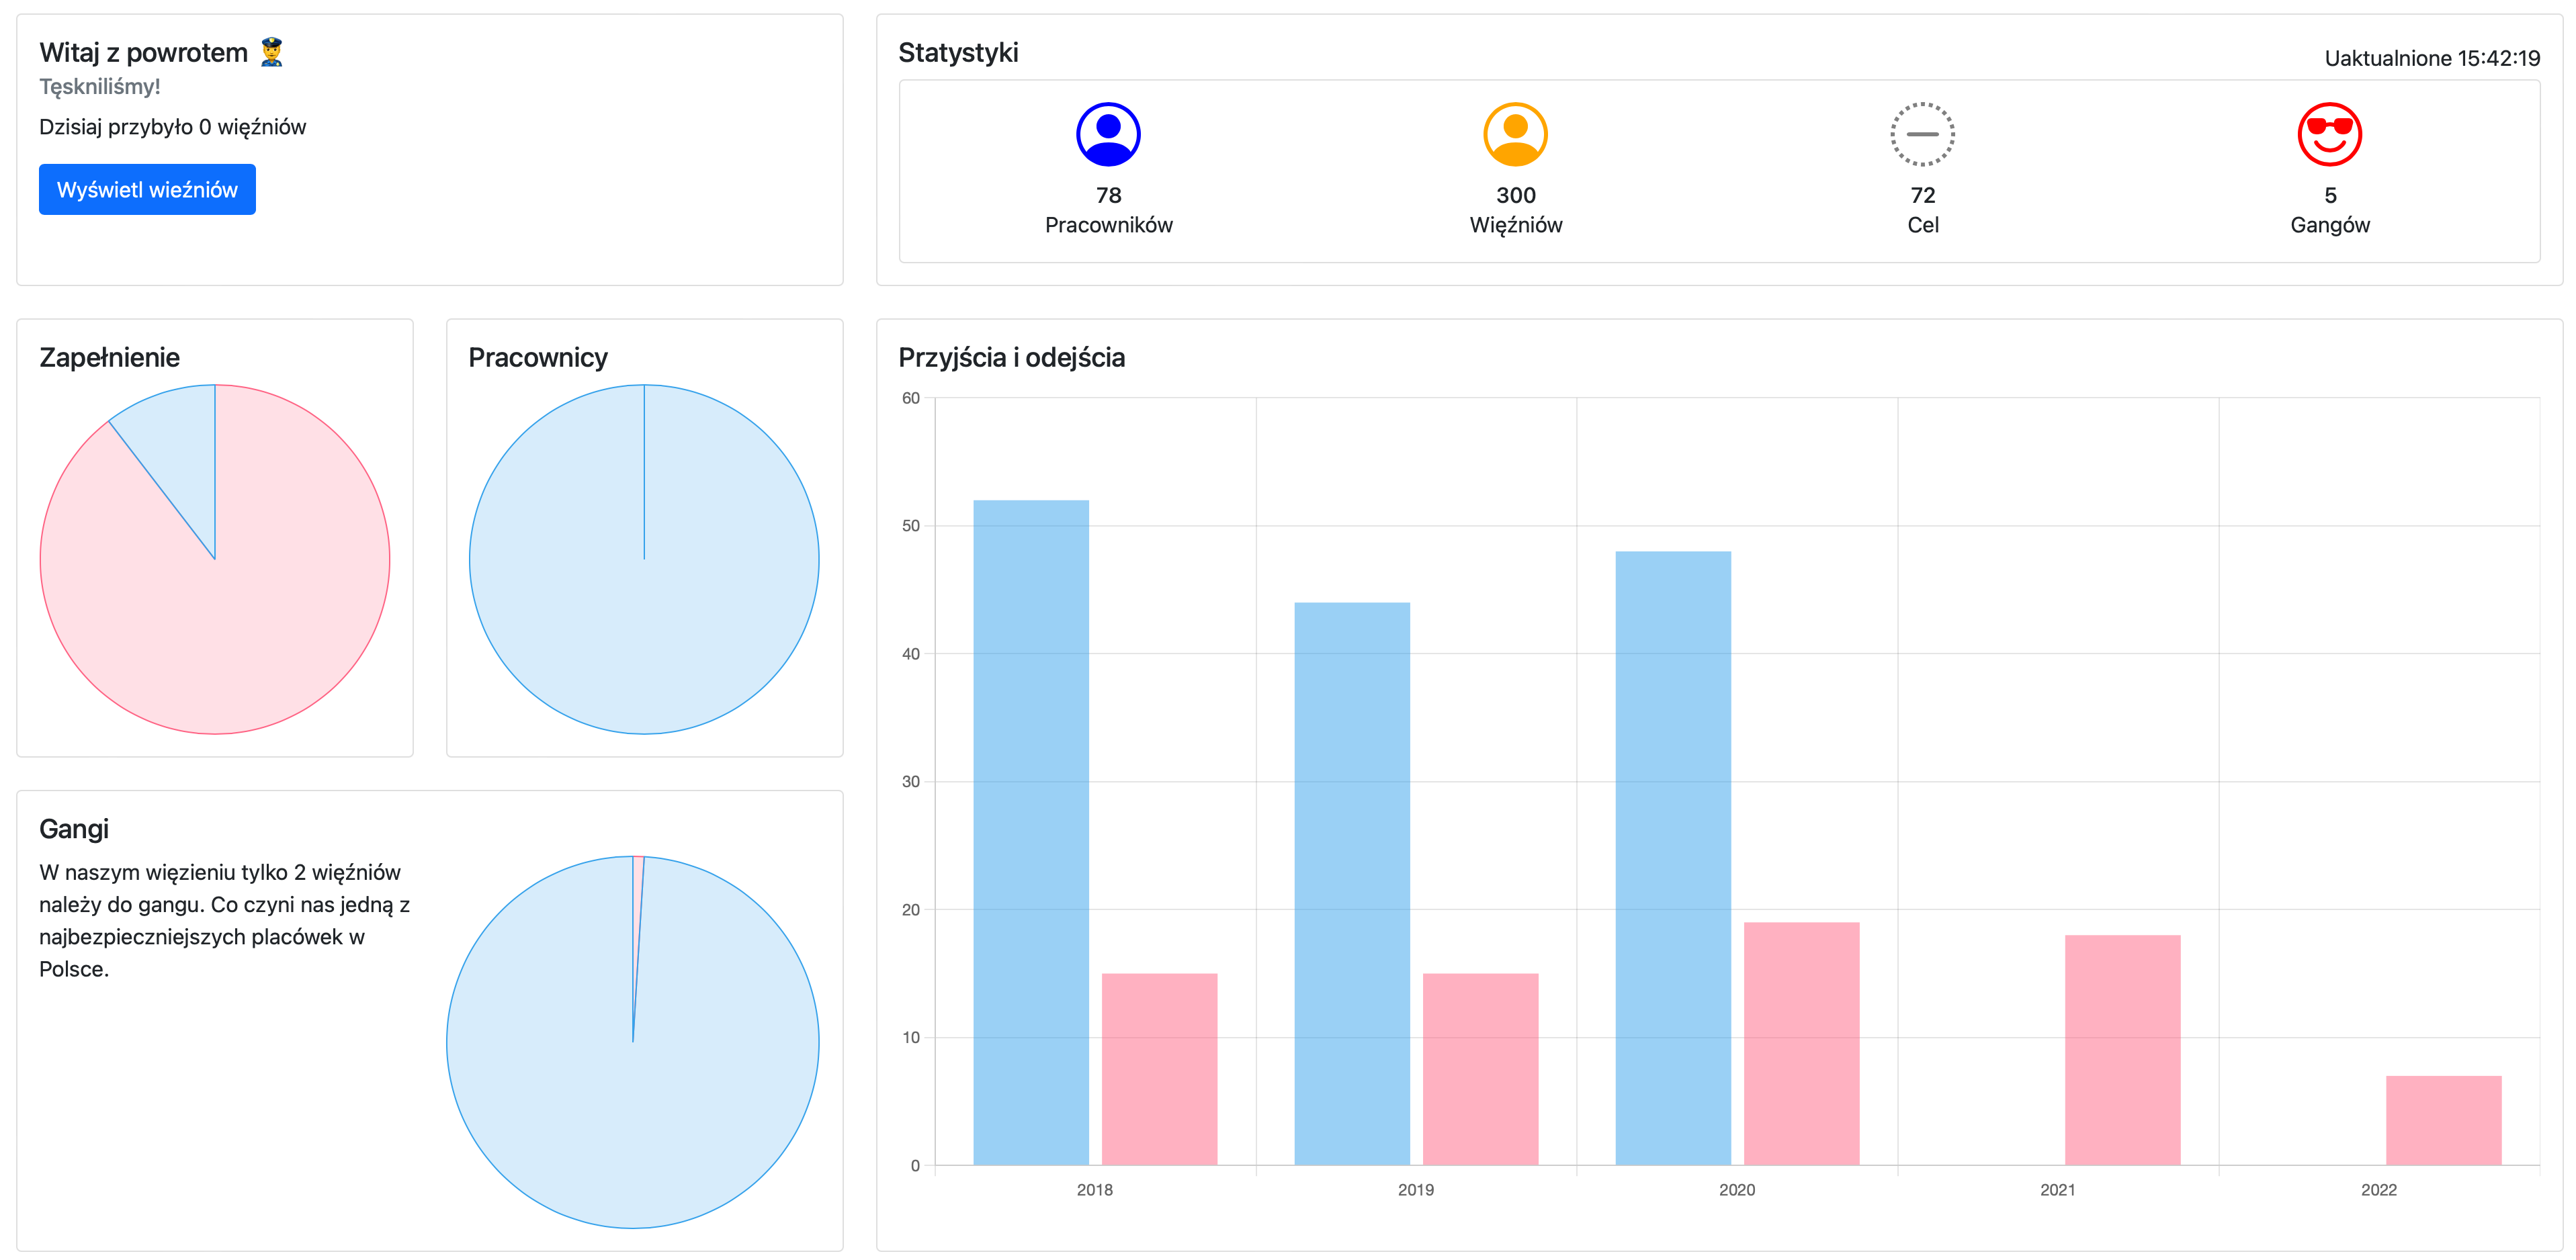 Witaj z powrotem 👮
Tęskniliśmy!
Dzisiaj przybyło 0 więźniów
Wyświetl wieźniów
Statystyki
Uaktualnione 15:42:19
78
Pracowników
300
Więźniów
72
Cel
5
Gangów
Zapełnienie
Pracownicy
Gangi
W naszym więzieniu tylko 2 więźniów
należy do gangu. Co czyni nas jedną z
najbezpieczniejszych placówek w
Polsce.
Przyjścia i odejścia
60
50
40
30
20
10
0
2018
2019
2020
2021
2022